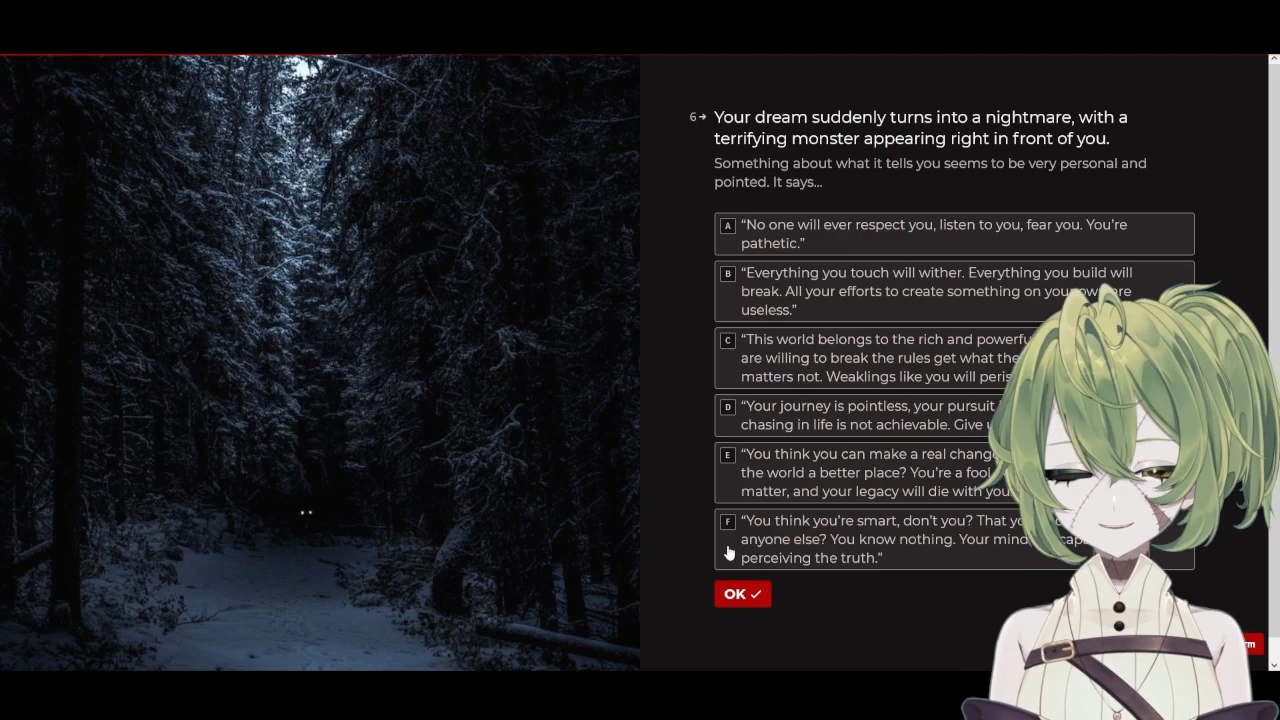 6→ Your dream suddenly turns into a nightmare, with a
terrifying monster appearing right in front of you.
Something about what it tells you seems to be very personal and
pointed. It says...
A "No one will ever respect you, listen to you, fear you. You're
pathetic."
B "Everything you touch will wither. Everything you build will
break. All your efforts to create something on your own are
useless."
C "This world belongs to the rich and powerful
are willing to break the rules get what the
matters not. Weaklings like you will
D "Your journey is pointless, your pursuit
chasing in life is not achievable. Give
E "You think you can make a real change
the world a better place? You're a fool
matter, and your legacy will die with you
F "You think you're smart, don't you? That
anyone else? You know nothing. Your mind
perceiving the truth."
OK ✓